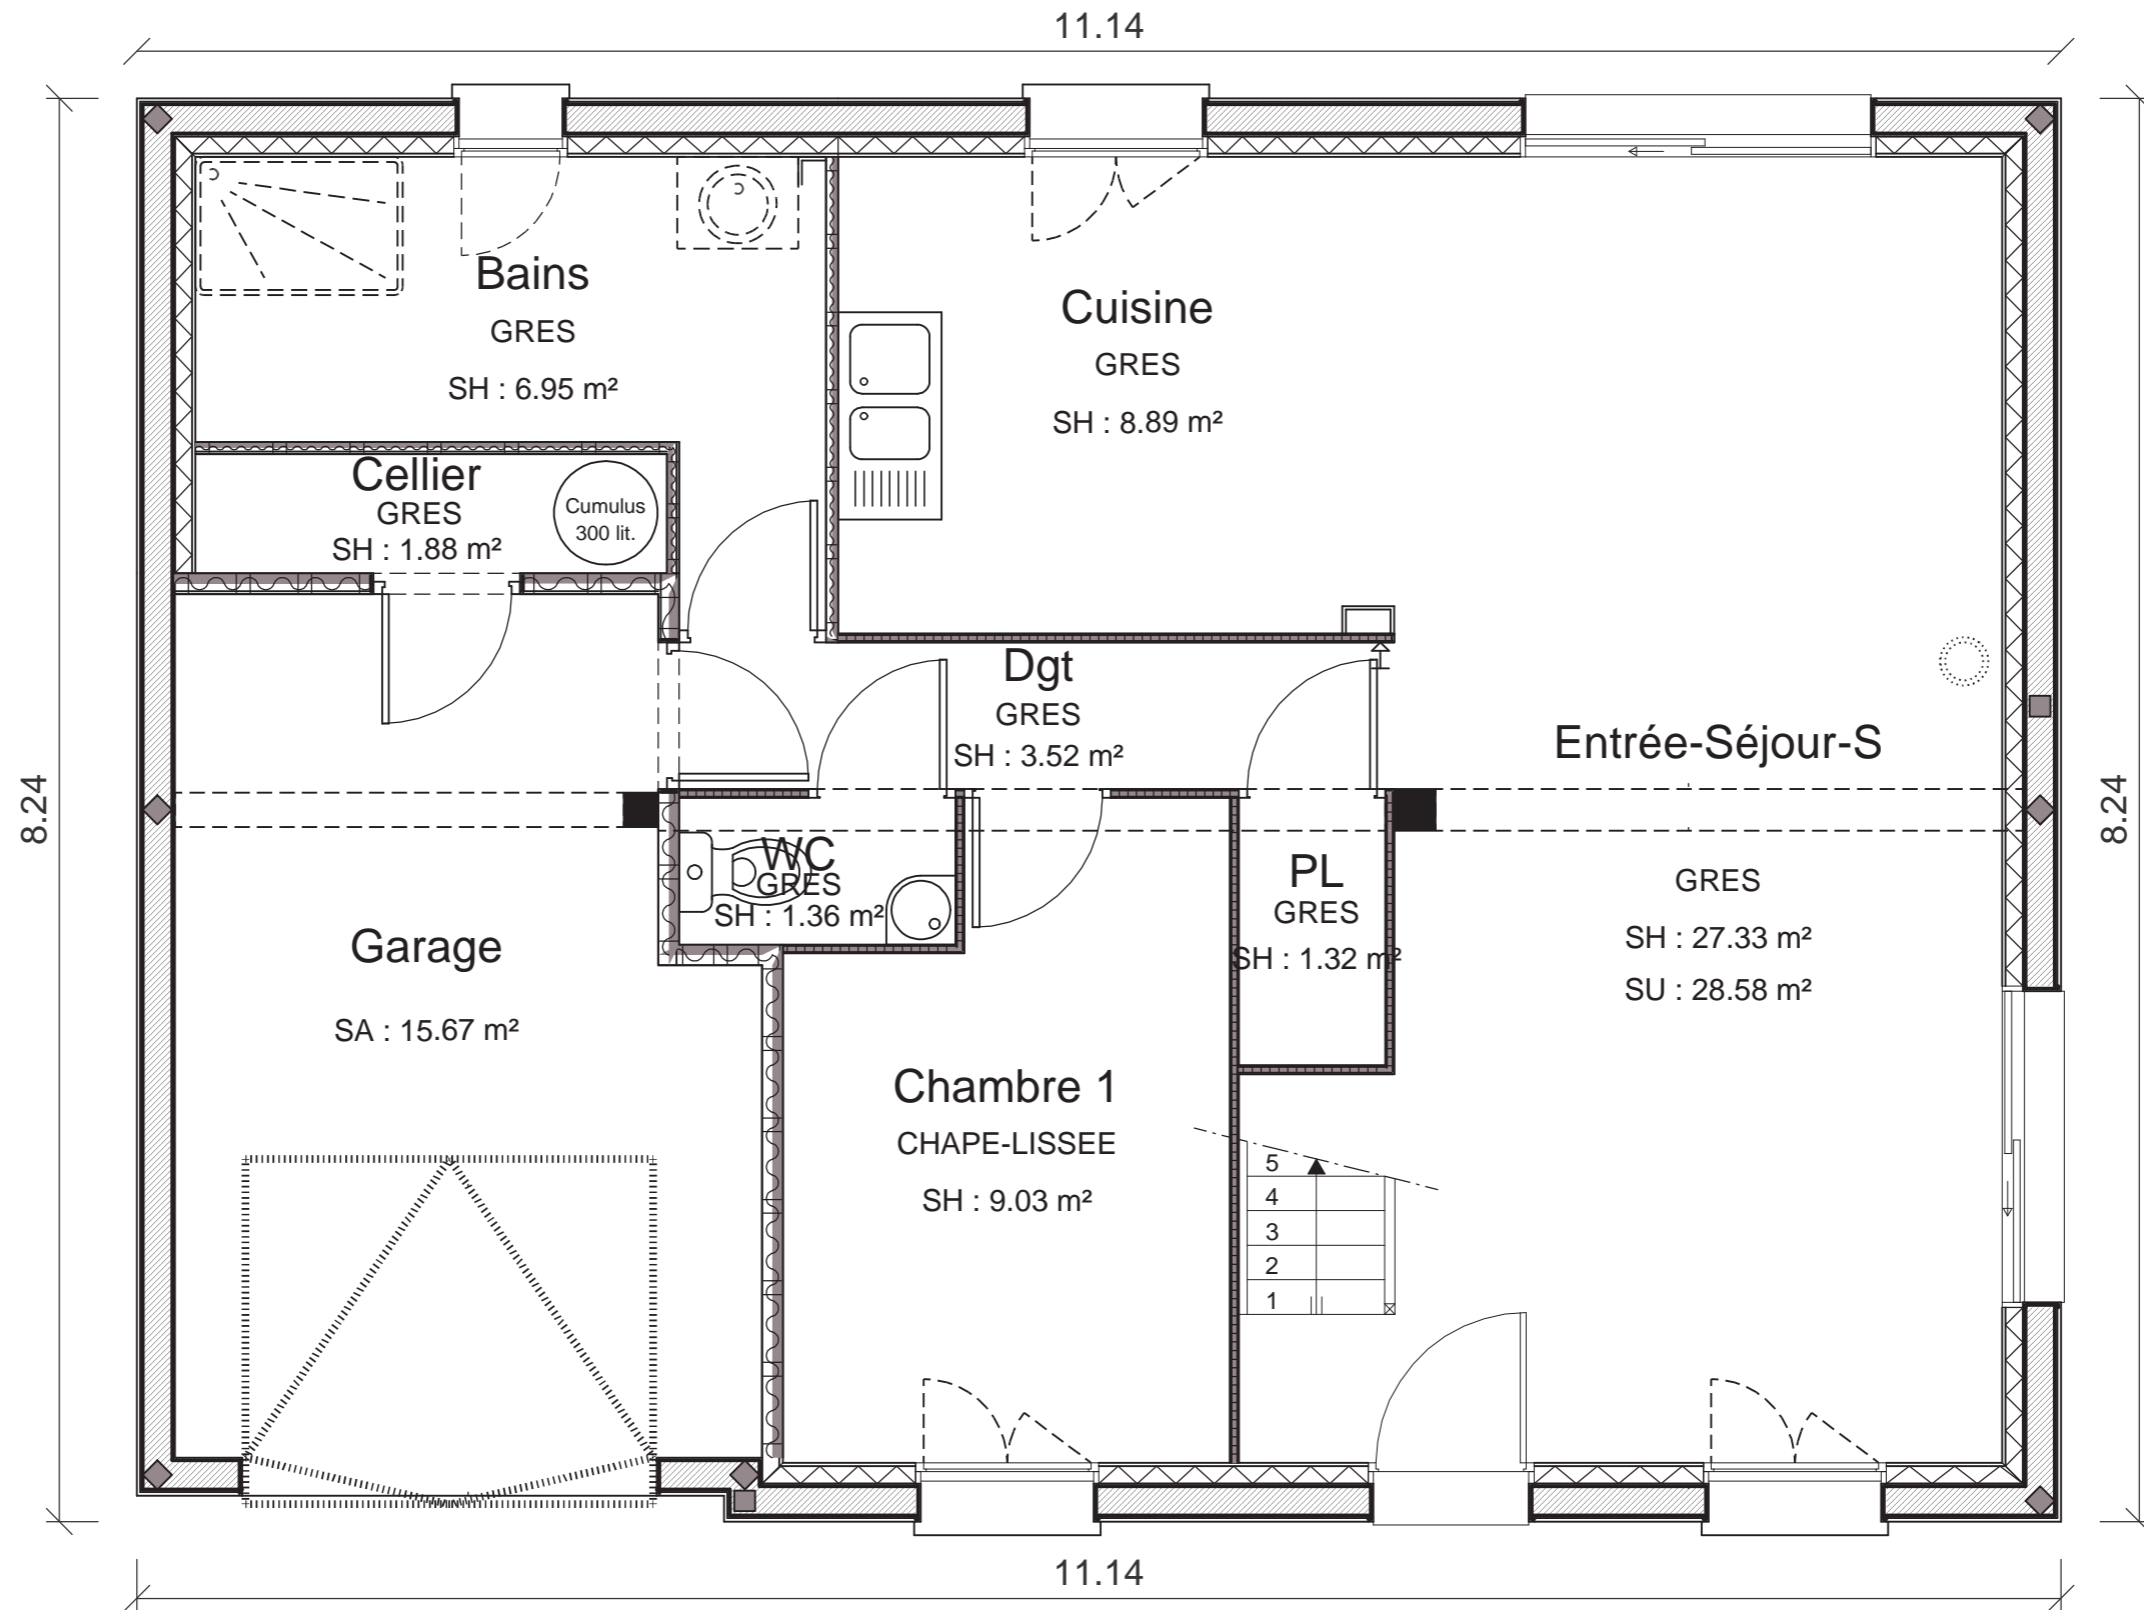 11.14
Bains
GRES
SH : 6.95 m²
Cuisine
GRES
SH : 8.89 m²
Cellier
GRES
SH : 1.88 m²
Cumulus
300 lit.
Dgt
GRES
SH : 3.52 m²
Entrée-Séjour-S
GRES
SH : 27.33 m²
SU : 28.58 m²
8.24
8.24
WC
GRES
SH : 1.36 m²
PL
GRES
SH : 1.32 m²
Garage
SA : 15.67 m²
Chambre 1
CHAPE-LISSEE
SH : 9.03 m²
5
4
3
2
1
11.14